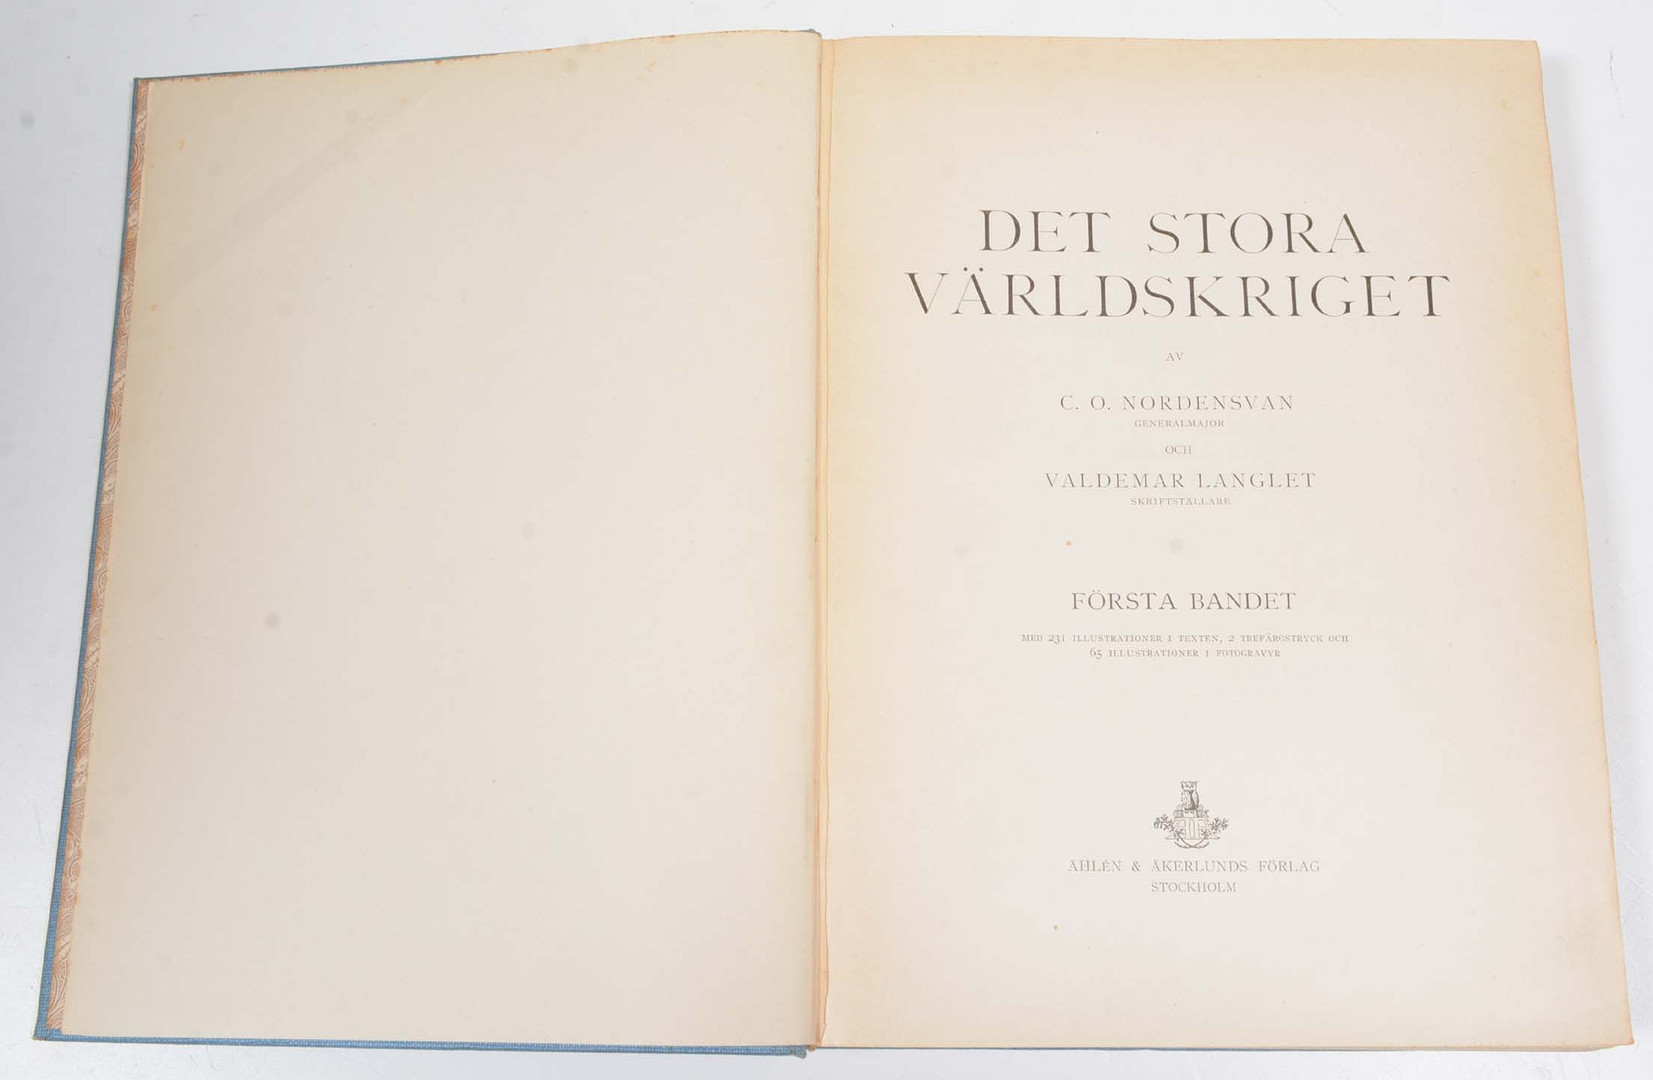 DET STORA
VÄRLDSKRIGET
AV
C. O. NORDENSVAN
GENERALMAJOR
OCH
VALDEMAR LANGLET
SKRIFTSTÄLLARE
FÖRSTA BANDET
MED 231 ILLUSTRATIONER I TEXTEN, 2 TREFÄRGSTRYCK OCH
65 ILLUSTRATIONER I FOTOGRAVYR
ÅHLÉN & ÅKERLUNDS FÖRLAG
STOCKHOLM